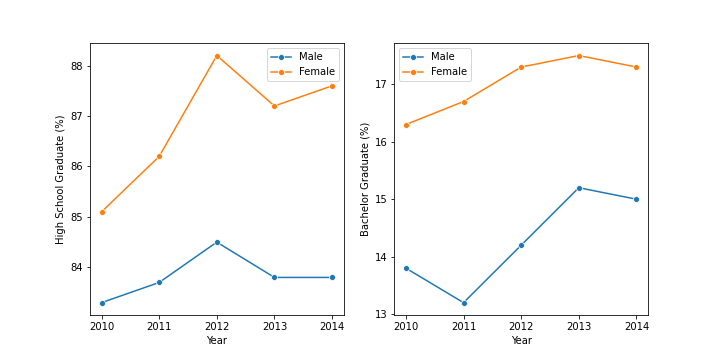 High School Graduate (%)
88
87
86
85
84
Male
Female
2010 2011 2012 2013 2014
Year
Bachelor Graduate (%)
17
16
15
14
13
Male
Female
2010 2011 2012 2013 2014
Year